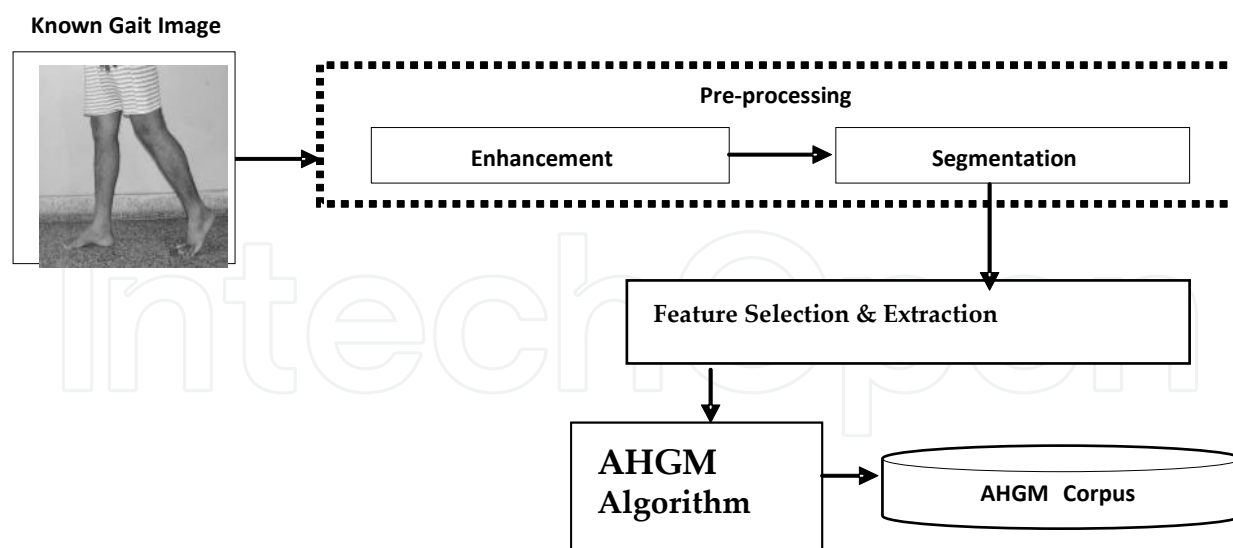 Known Gait Image
Pre-processing
Enhancement
Segmentation
IntechOpen
Feature Selection & Extraction
AHGM
Algorithm
AHGM Corpus